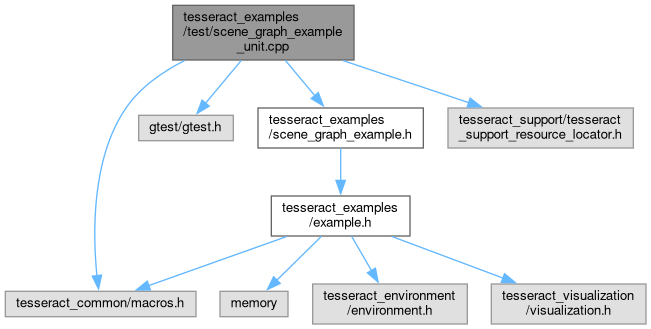 tesseract_examples
/test/scene_graph_example
_unit.cpp
gtest/gtest.h
tesseract_examples
/scene_graph_example.h
tesseract_support/tesseract
_support_resource_locator.h
tesseract_examples
/example.h
tesseract_common/macros.h
memory
tesseract_environment
/environment.h
tesseract_visualization
/visualization.h